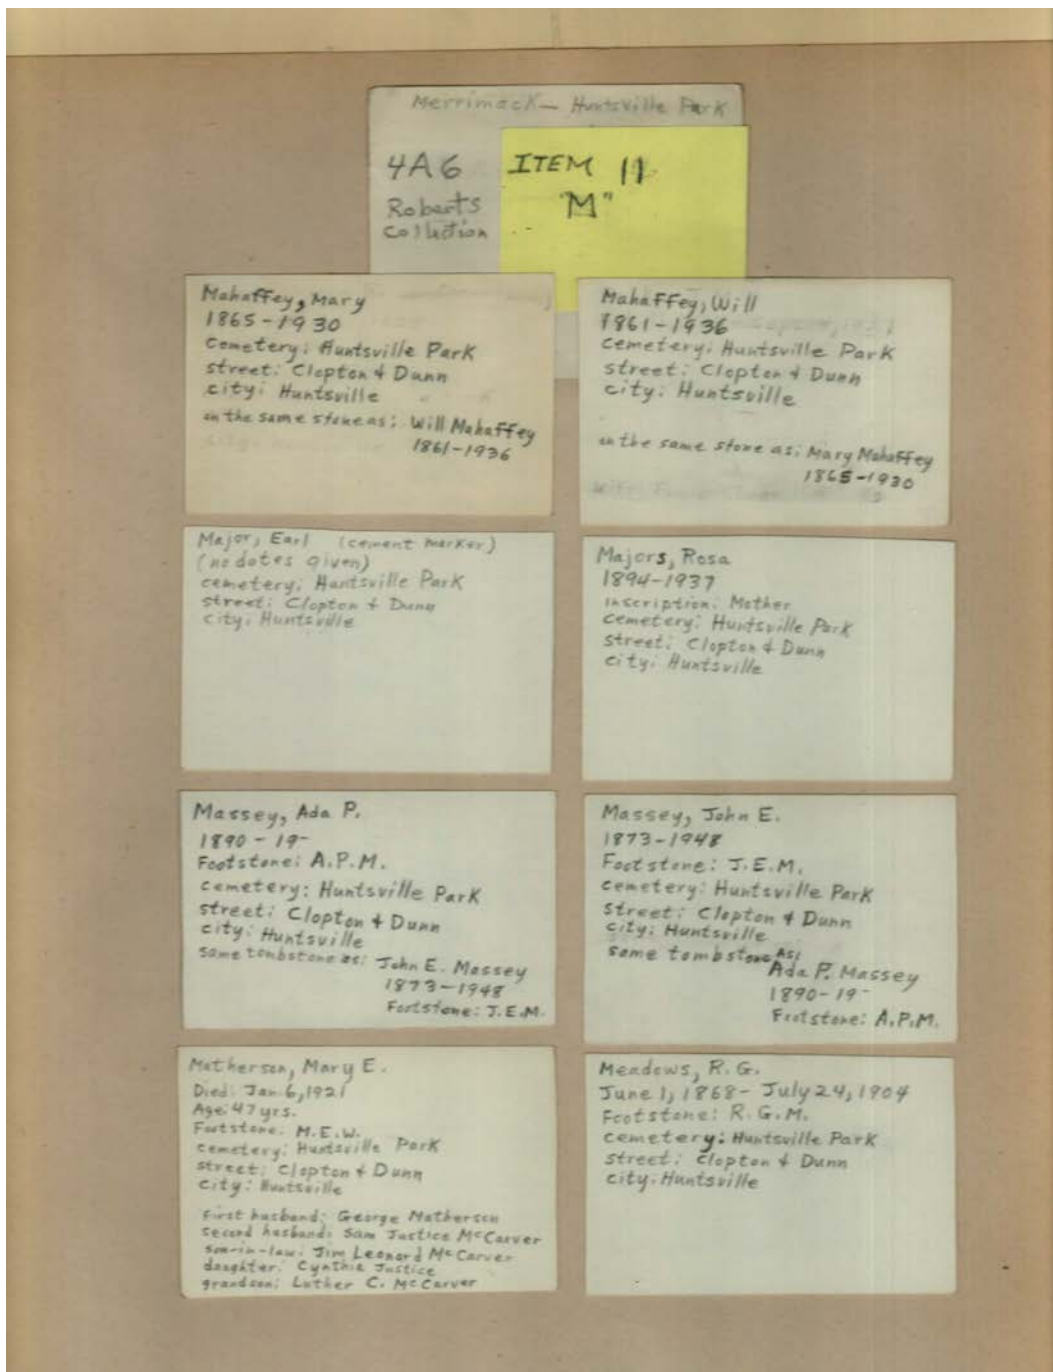 Merrimack — Huntsville Park
4A6
Roberts
Collection
ITEM 11
"M"
Mahaffey, Mary
1865-1930
cemetery: Huntsville Park
street: Clopton & Dunn
city: Huntsville
on the same stone as: Will Mahaffey
1861-1936
Mahaffey, Will
1861-1936
cemetery: Huntsville Park
street: Clopton & Dunn
city: Huntsville
on the same stone as: Mary Mahaffey
1865-1930
Major, Earl (cement marker)
(no dates given)
cemetery: Huntsville Park
street: Clopton & Dunn
city: Huntsville
Majors, Rosa
1894-1937
inscription: Mother
cemetery: Huntsville Park
street: Clopton & Dunn
city: Huntsville
Massey, Ada P.
1890 - 19-
Footstone: A.P.M.
cemetery: Huntsville Park
street: Clopton & Dunn
city: Huntsville
same tombstone as: John E. Massey
1873-1948
Footstone: J.E.M.
Massey, John E.
1873-1948
Footstone: J.E.M.
cemetery: Huntsville Park
street: Clopton & Dunn
city: Huntsville
same tombstone As:
Ada P. Massey
1890-19-
Footstone: A.P.M.
Matherson, Mary E.
Died: Jan. 6, 1921
Age: 47 yrs.
Footstone: M.E.W.
cemetery: Huntsville Park
street: Clopton & Dunn
city: Huntsville
first husband: George Matherson
second husband: Sam Justice McCarver
son-in-law: Jim Leonard McCarver
daughter: Cynthia Justice
grandson: Luther C. McCarver
Meadows, R. G.
June 1, 1868- July 24, 1904
Footstone: R.G.M.
cemetery: Huntsville Park
street: Clopton & Dunn
city: Huntsville